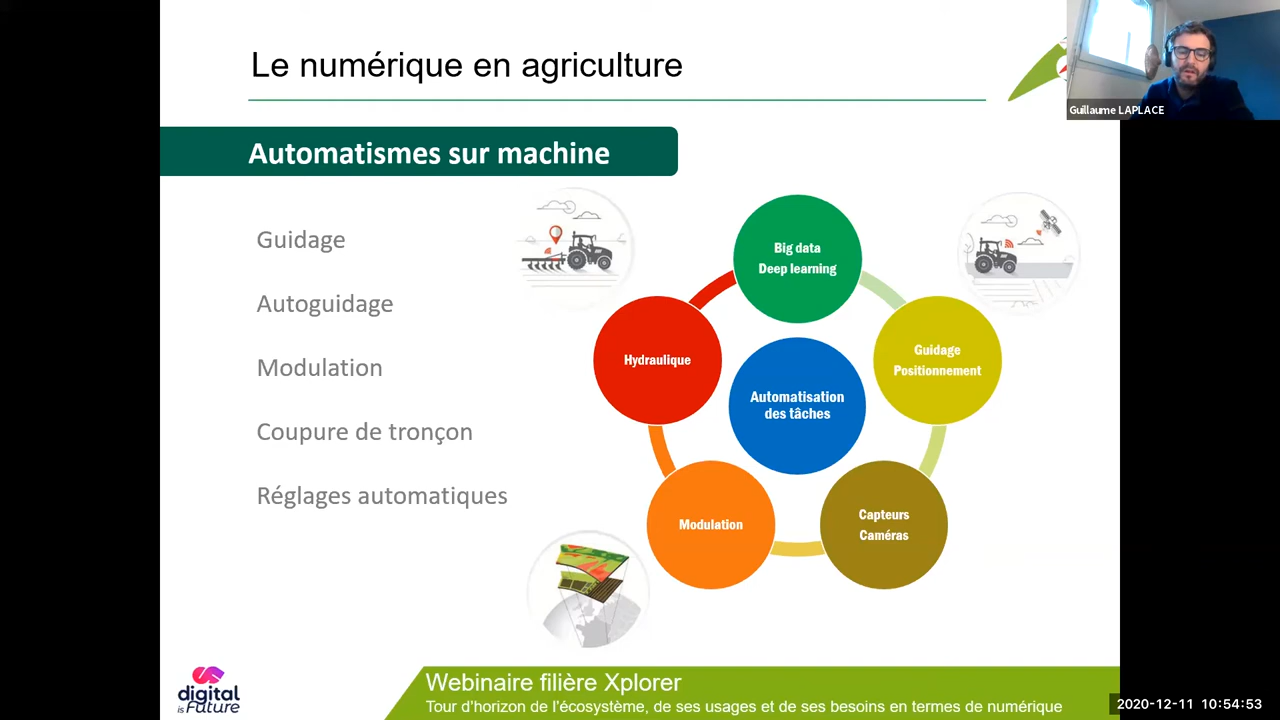 Le numérique en agriculture
Guillaume LAPLACE
Automatismes sur machine
Guidage
Autoguidage
Modulation
Coupure de tronçon
Réglages automatiques
Big data
Deep learning
Hydraulique
Guidage
Positionnement
Automatisation
des tâches
Modulation
Capteurs
Caméras
digital
is Future
Webinaire filière Xplorer
Tour d'horizon de l'écosystème, de ses usages et de ses besoins en termes de numérique
2020-12-11 10:54:53